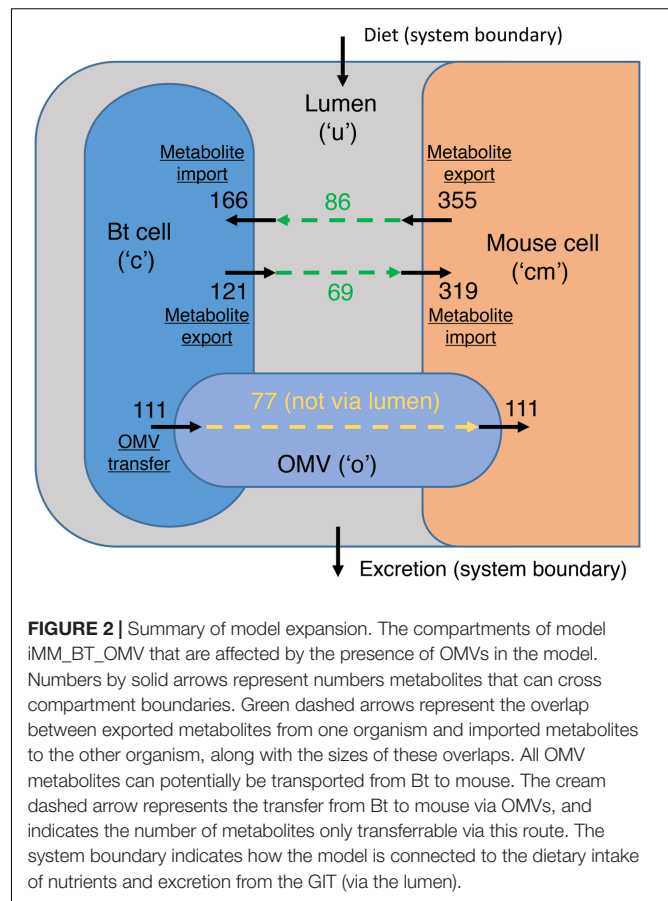 Diet (system boundary)
Lumen
('u')
Metabolite
import
Metabolite
export
166
86
355
Bt cell
('c')
Mouse cell
('cm')
121
69
319
Metabolite
export
Metabolite
import
111
77 (not via lumen)
111
OMV
transfer
OMV ('o')
Excretion (system boundary)
FIGURE 2 | Summary of model expansion. The compartments of model
iMM_BT_OMV that are affected by the presence of OMVs in the model.
Numbers by solid arrows represent numbers metabolites that can cross
compartment boundaries. Green dashed arrows represent the overlap
between exported metabolites from one organism and imported metabolites
to the other organism, along with the sizes of these overlaps. All OMV
metabolites can potentially be transported from Bt to mouse. The cream
dashed arrow represents the transfer from Bt to mouse via OMVs, and
indicates the number of metabolites only transferrable via this route. The
system boundary indicates how the model is connected to the dietary intake
of nutrients and excretion from the GIT (via the lumen).